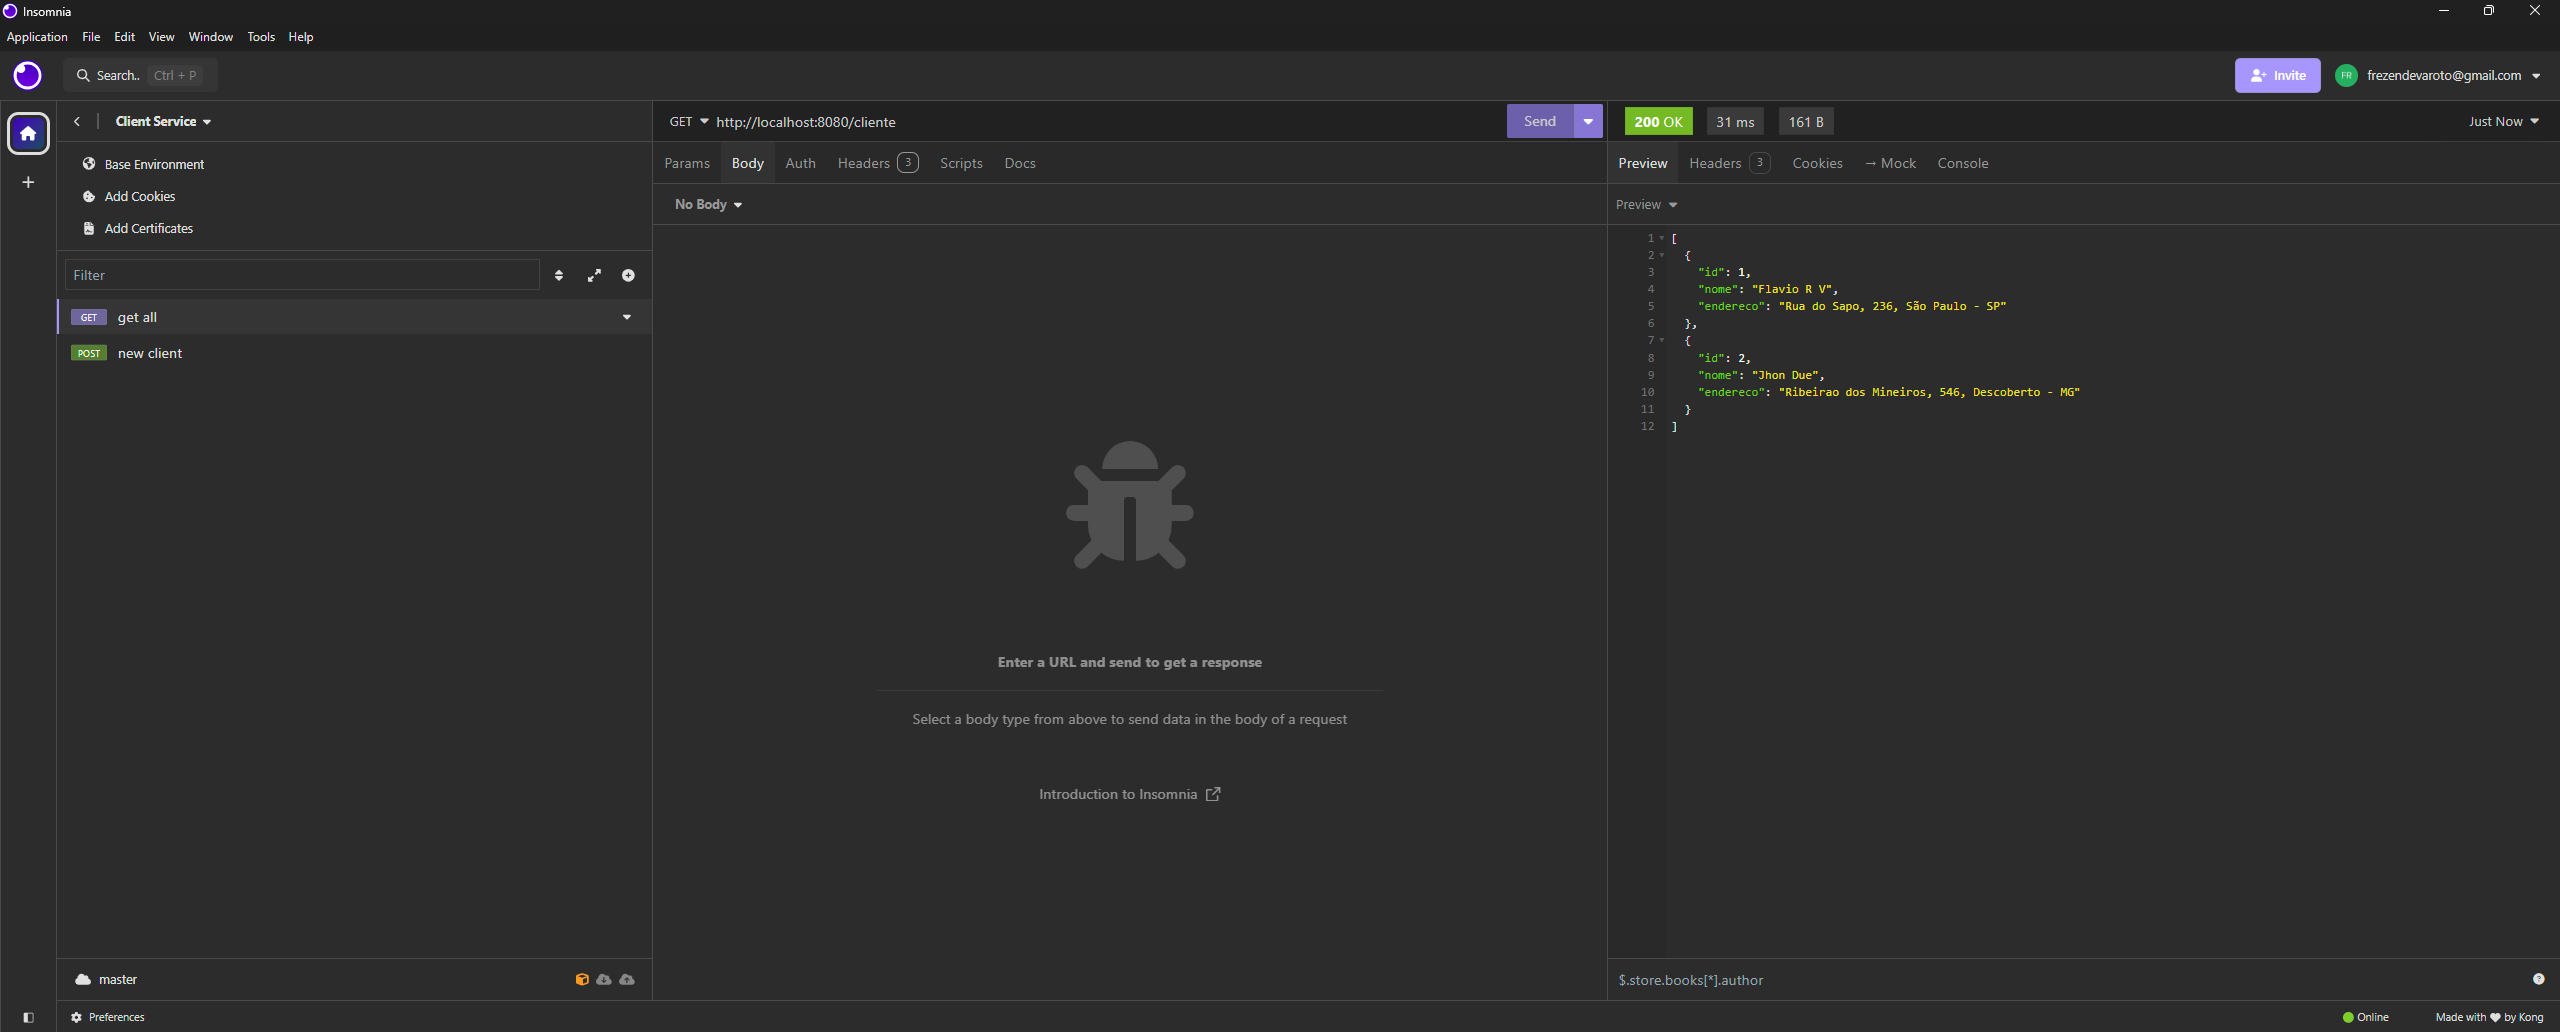 Insomnia
Application File Edit View Window Tools Help
Search.. Ctrl + P
Invite
FR frezendevaroto@gmail.com
Client Service
Base Environment
Add Cookies
Add Certificates
Filter
GET get all
POST new client
master
Preferences
GET http://localhost:8080/cliente
Send
Params Body Auth Headers 3 Scripts Docs
No Body
Enter a URL and send to get a response
Select a body type from above to send data in the body of a request
Introduction to Insomnia
200 OK 31 ms 161 B Just Now
Preview Headers 3 Cookies → Mock Console
Preview
1 [
2 {
3 "id": 1,
4 "nome": "Flavio R V",
5 "endereco": "Rua do Sapo, 236, São Paulo - SP"
6 },
7 {
8 "id": 2,
9 "nome": "Jhon Due",
10 "endereco": "Ribeirao dos Mineiros, 546, Descoberto - MG"
11 }
12 ]
$.store.books[*].author
Online Made with ♥ by Kong